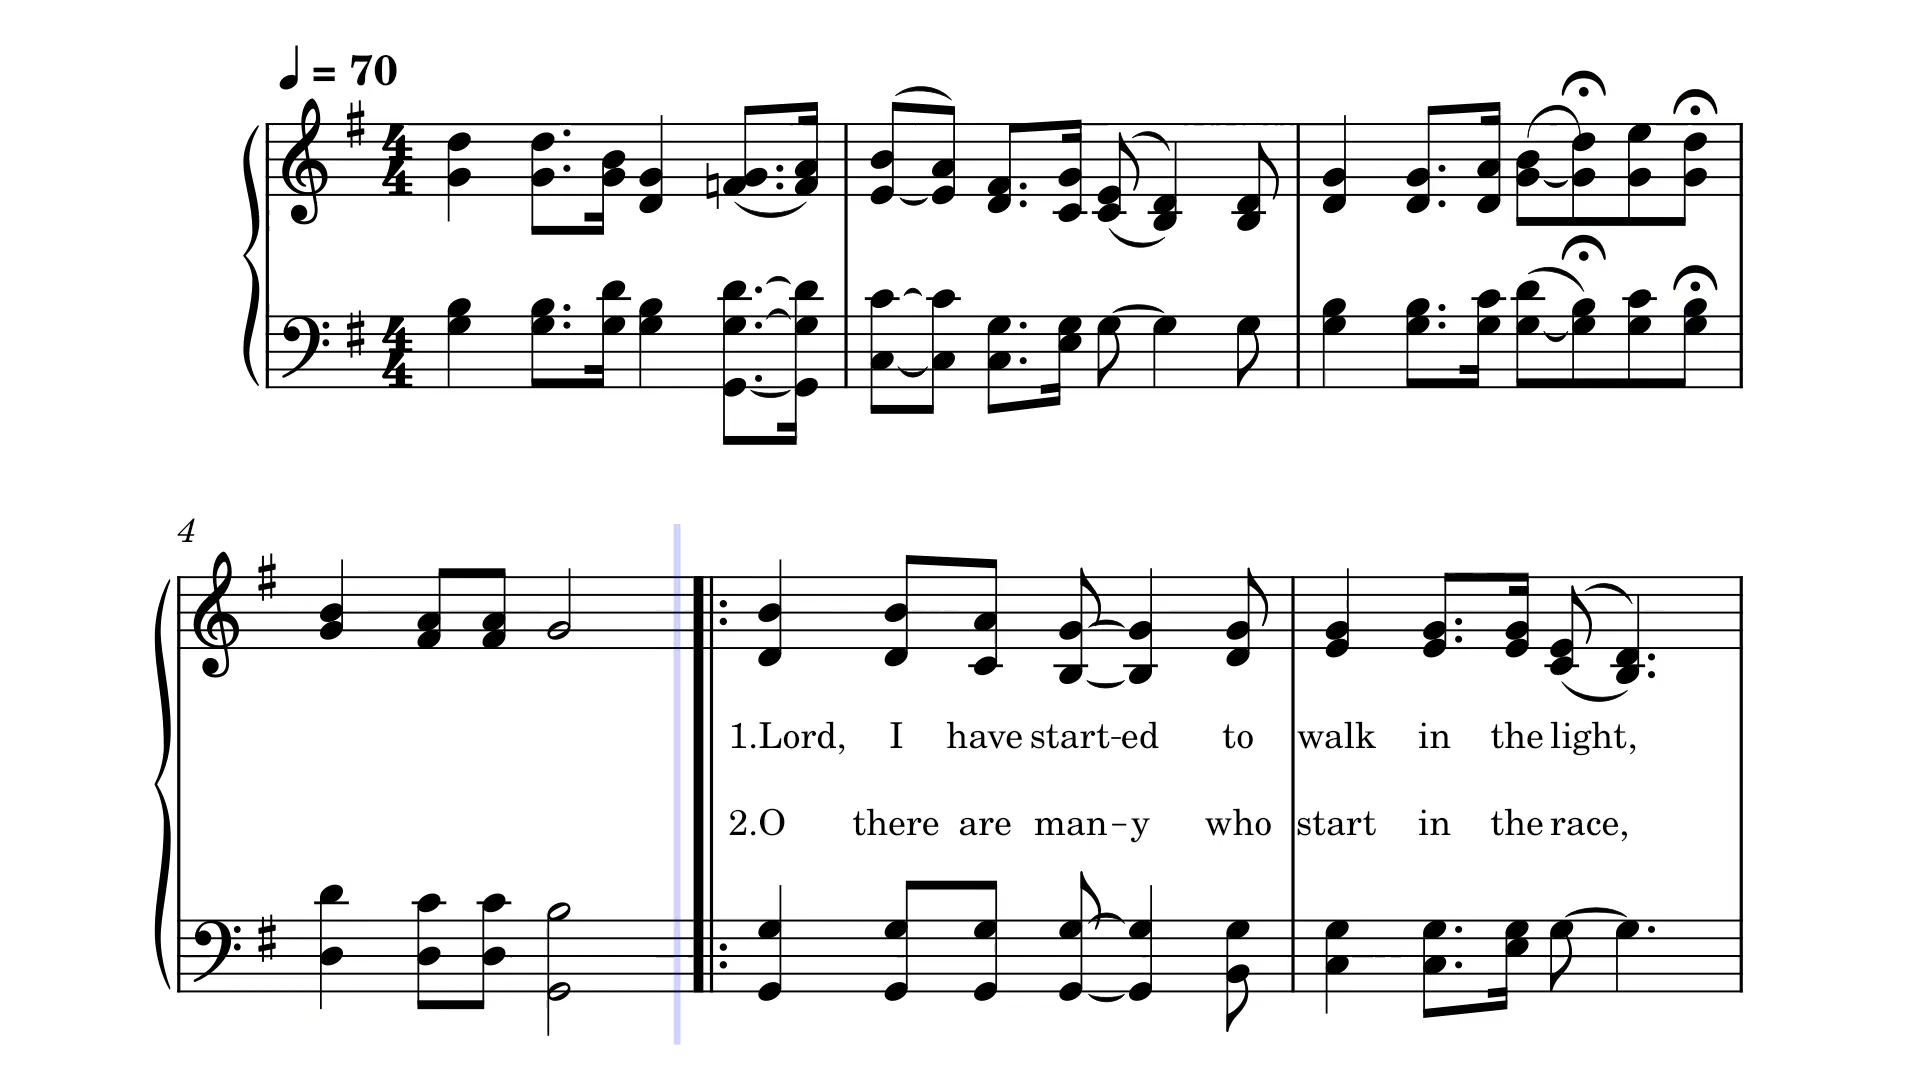 = 70
4
1.Lord, I have start-ed to walk in the light,
2.O there are man-y who start in the race,